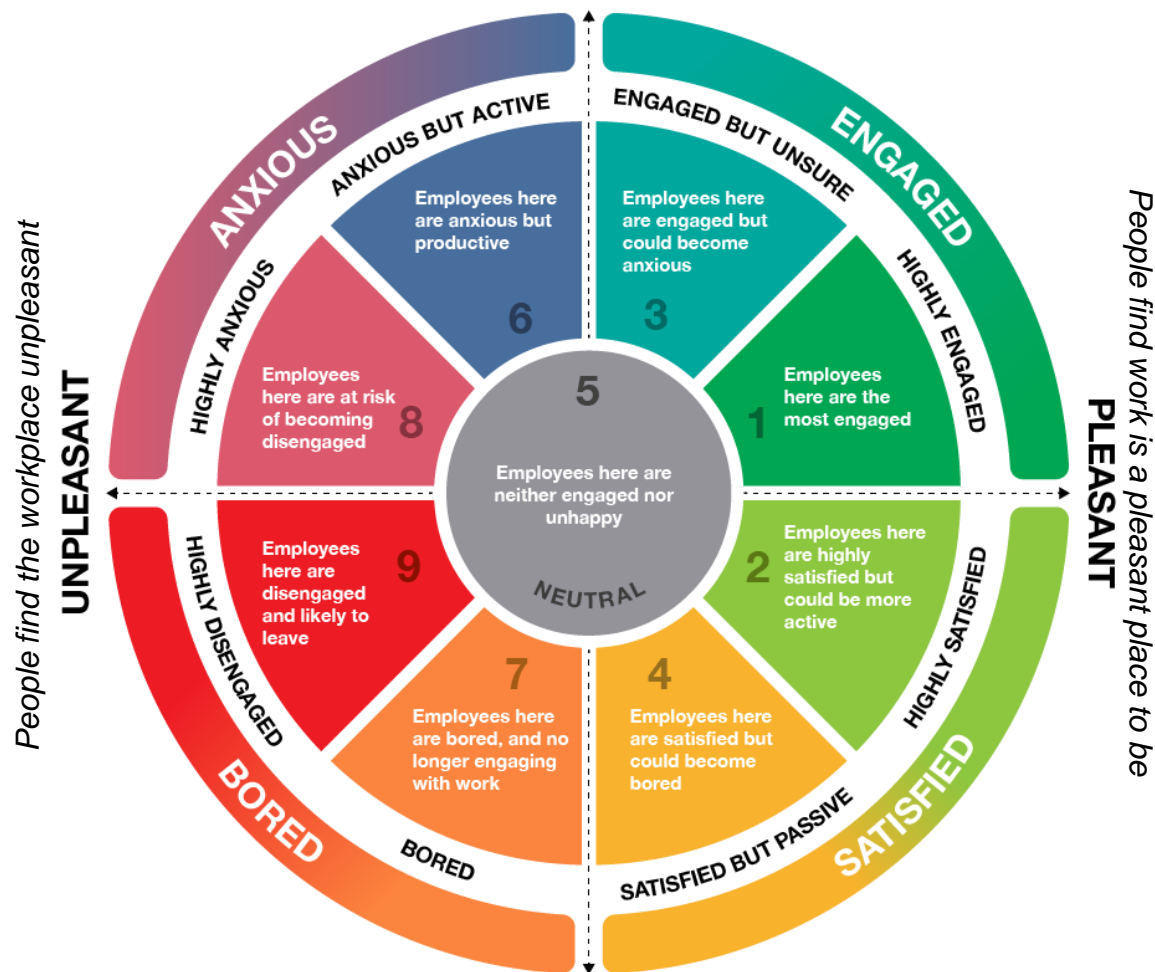 People find the workplace unpleasant
UNPLEASANT
ANXIOUS
ANXIOUS BUT ACTIVE
Employees here
are anxious but
productive
6
HIGHLY ANXIOUS
Employees
here are at risk
of becoming
disengaged
8
ENGAGED
ENGAGED BUT UNSURE
Employees here
are engaged but
could become
anxious
3
HIGHLY ENGAGED
Employees
here are the
most engaged
1
5
Employees here are
neither engaged nor
unhappy
NEUTRAL
BORED
HIGHLY DISENGAGED
Employees
here are
disengaged
and likely to
leave
9
BORED
7
Employees here
are bored, and no
longer engaging
with work
SATISFIED
HIGHLY SATISFIED
Employees here
are highly
satisfied but
could be more
active
2
SATISFIED BUT PASSIVE
4
Employees here
are satisfied but
could become
bored
PLEASANT
People find work is a pleasant place to be